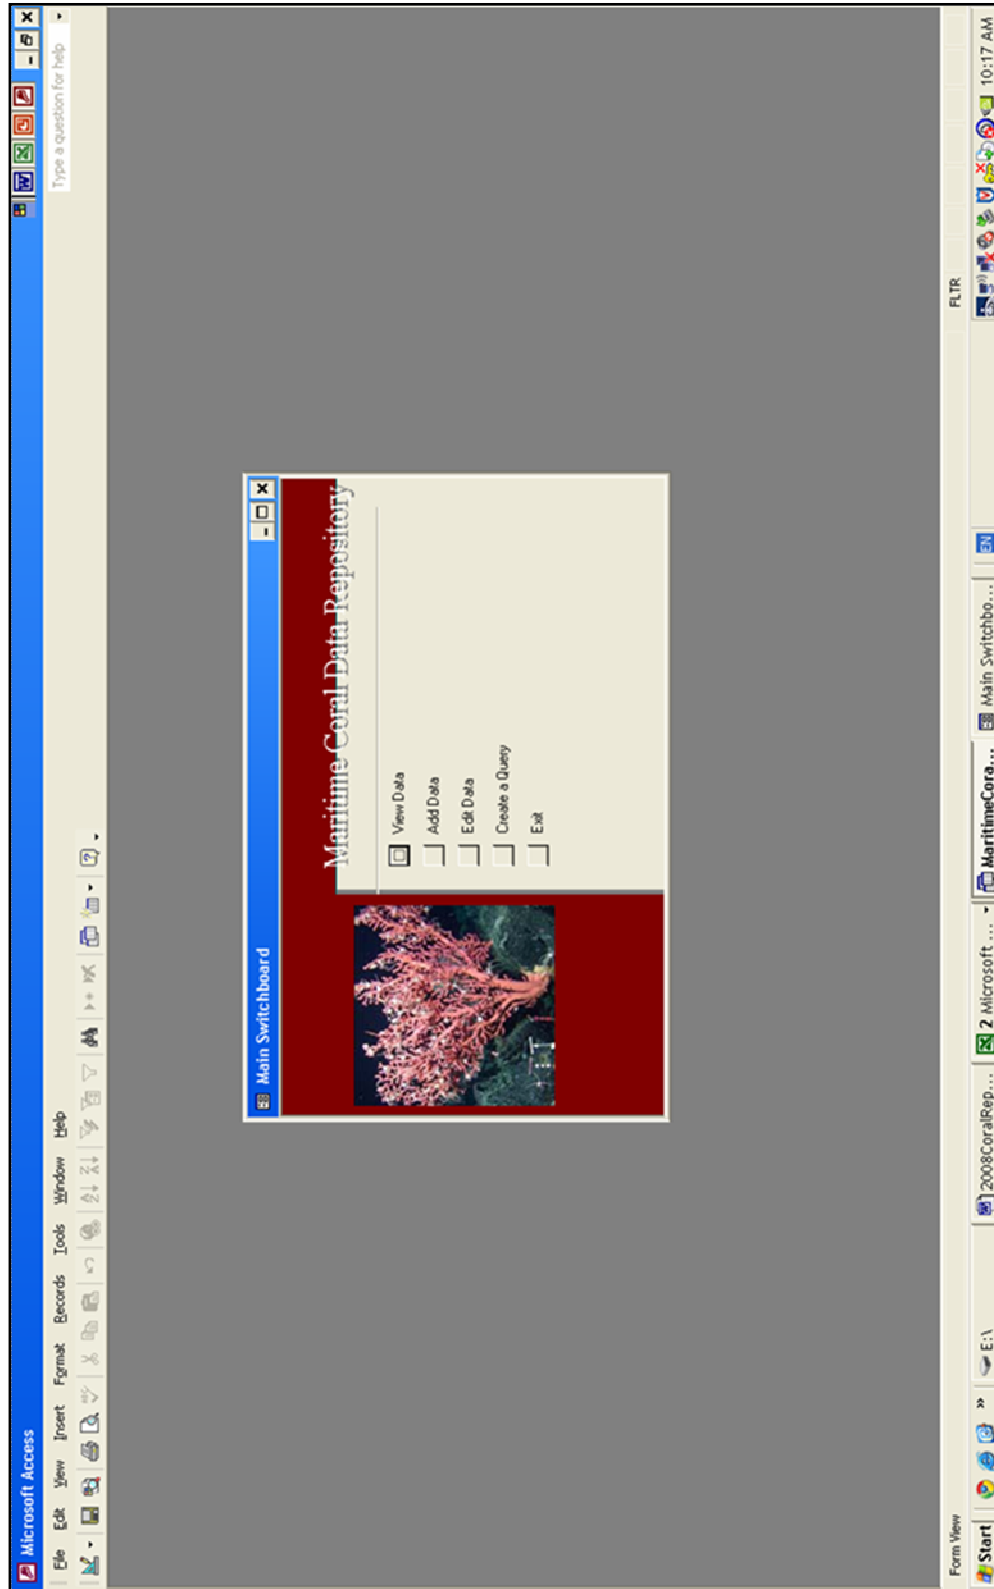 Microsoft Access
File Edit View Insert Format Records Tools Window Help
Type a question for help
Main Switchboard
Maritime Coral Data Repository
View Data
Add Data
Edit Data
Create a Query
Exit
Form View
FLTR
Start
E:\
2008CoralRep...
2 Microsoft ...
MaritimeCora...
Main Switchbo...
EN
10:17 AM